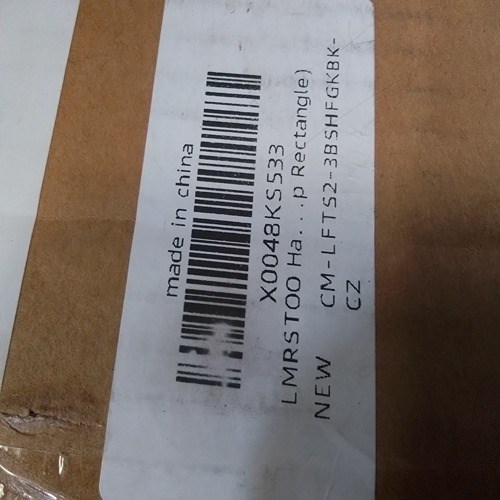 made in china
X0048KS533
LMRSTOO Ha...p Rectangle)
NEW CM-LFTS2-3BSHFGKBK-
CZ